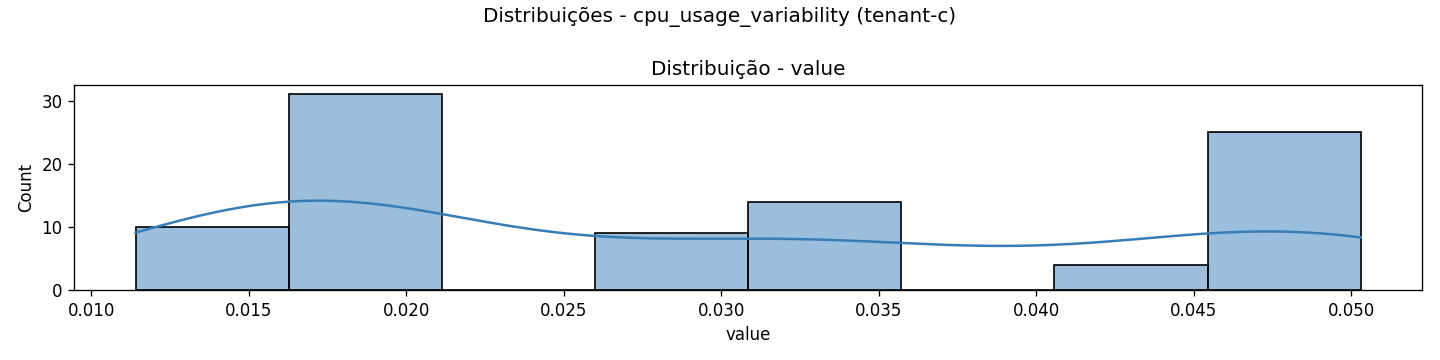 Distribuições - cpu_usage_variability (tenant-c)
Distribuição - value
30
20
10
0
Count
0.010 0.015 0.020 0.025 0.030 0.035 0.040 0.045 0.050
value